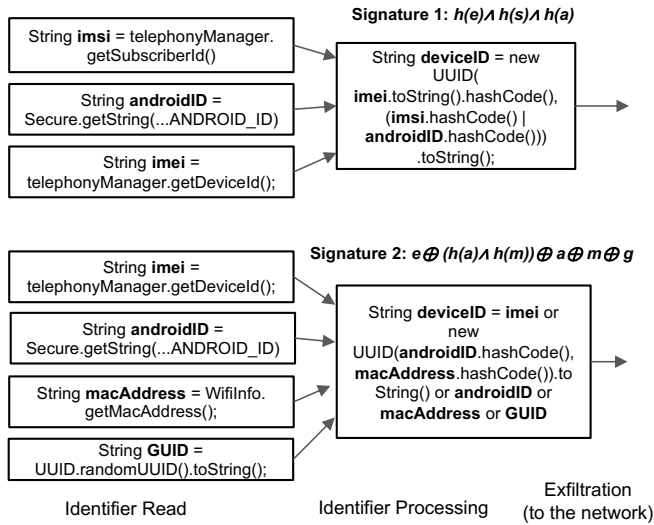 Signature 1: h(e)∧ h(s)∧ h(a)
String imsi = telephonyManager.
getSubscriberId()
String androidID =
Secure.getString(...ANDROID_ID)
String imei =
telephonyManager.getDeviceId();
String deviceID = new
UUID(
imei.toString().hashCode(),
(imsi.hashCode() |
androidID.hashCode()))
.toString();
Signature 2: e⊕ (h(a)∧ h(m))⊕ a⊕ m⊕ g
String imei =
telephonyManager.getDeviceId();
String androidID =
Secure.getString(...ANDROID_ID)
String macAddress = WifiInfo.
getMacAddress();
String GUID =
UUID.randomUUID().toString();
String deviceID = imei or
new
UUID(androidID.hashCode(),
macAddress.hashCode()).to
String() or androidID or
macAddress or GUID
Identifier Read
Identifier Processing
Exfiltration
(to the network)